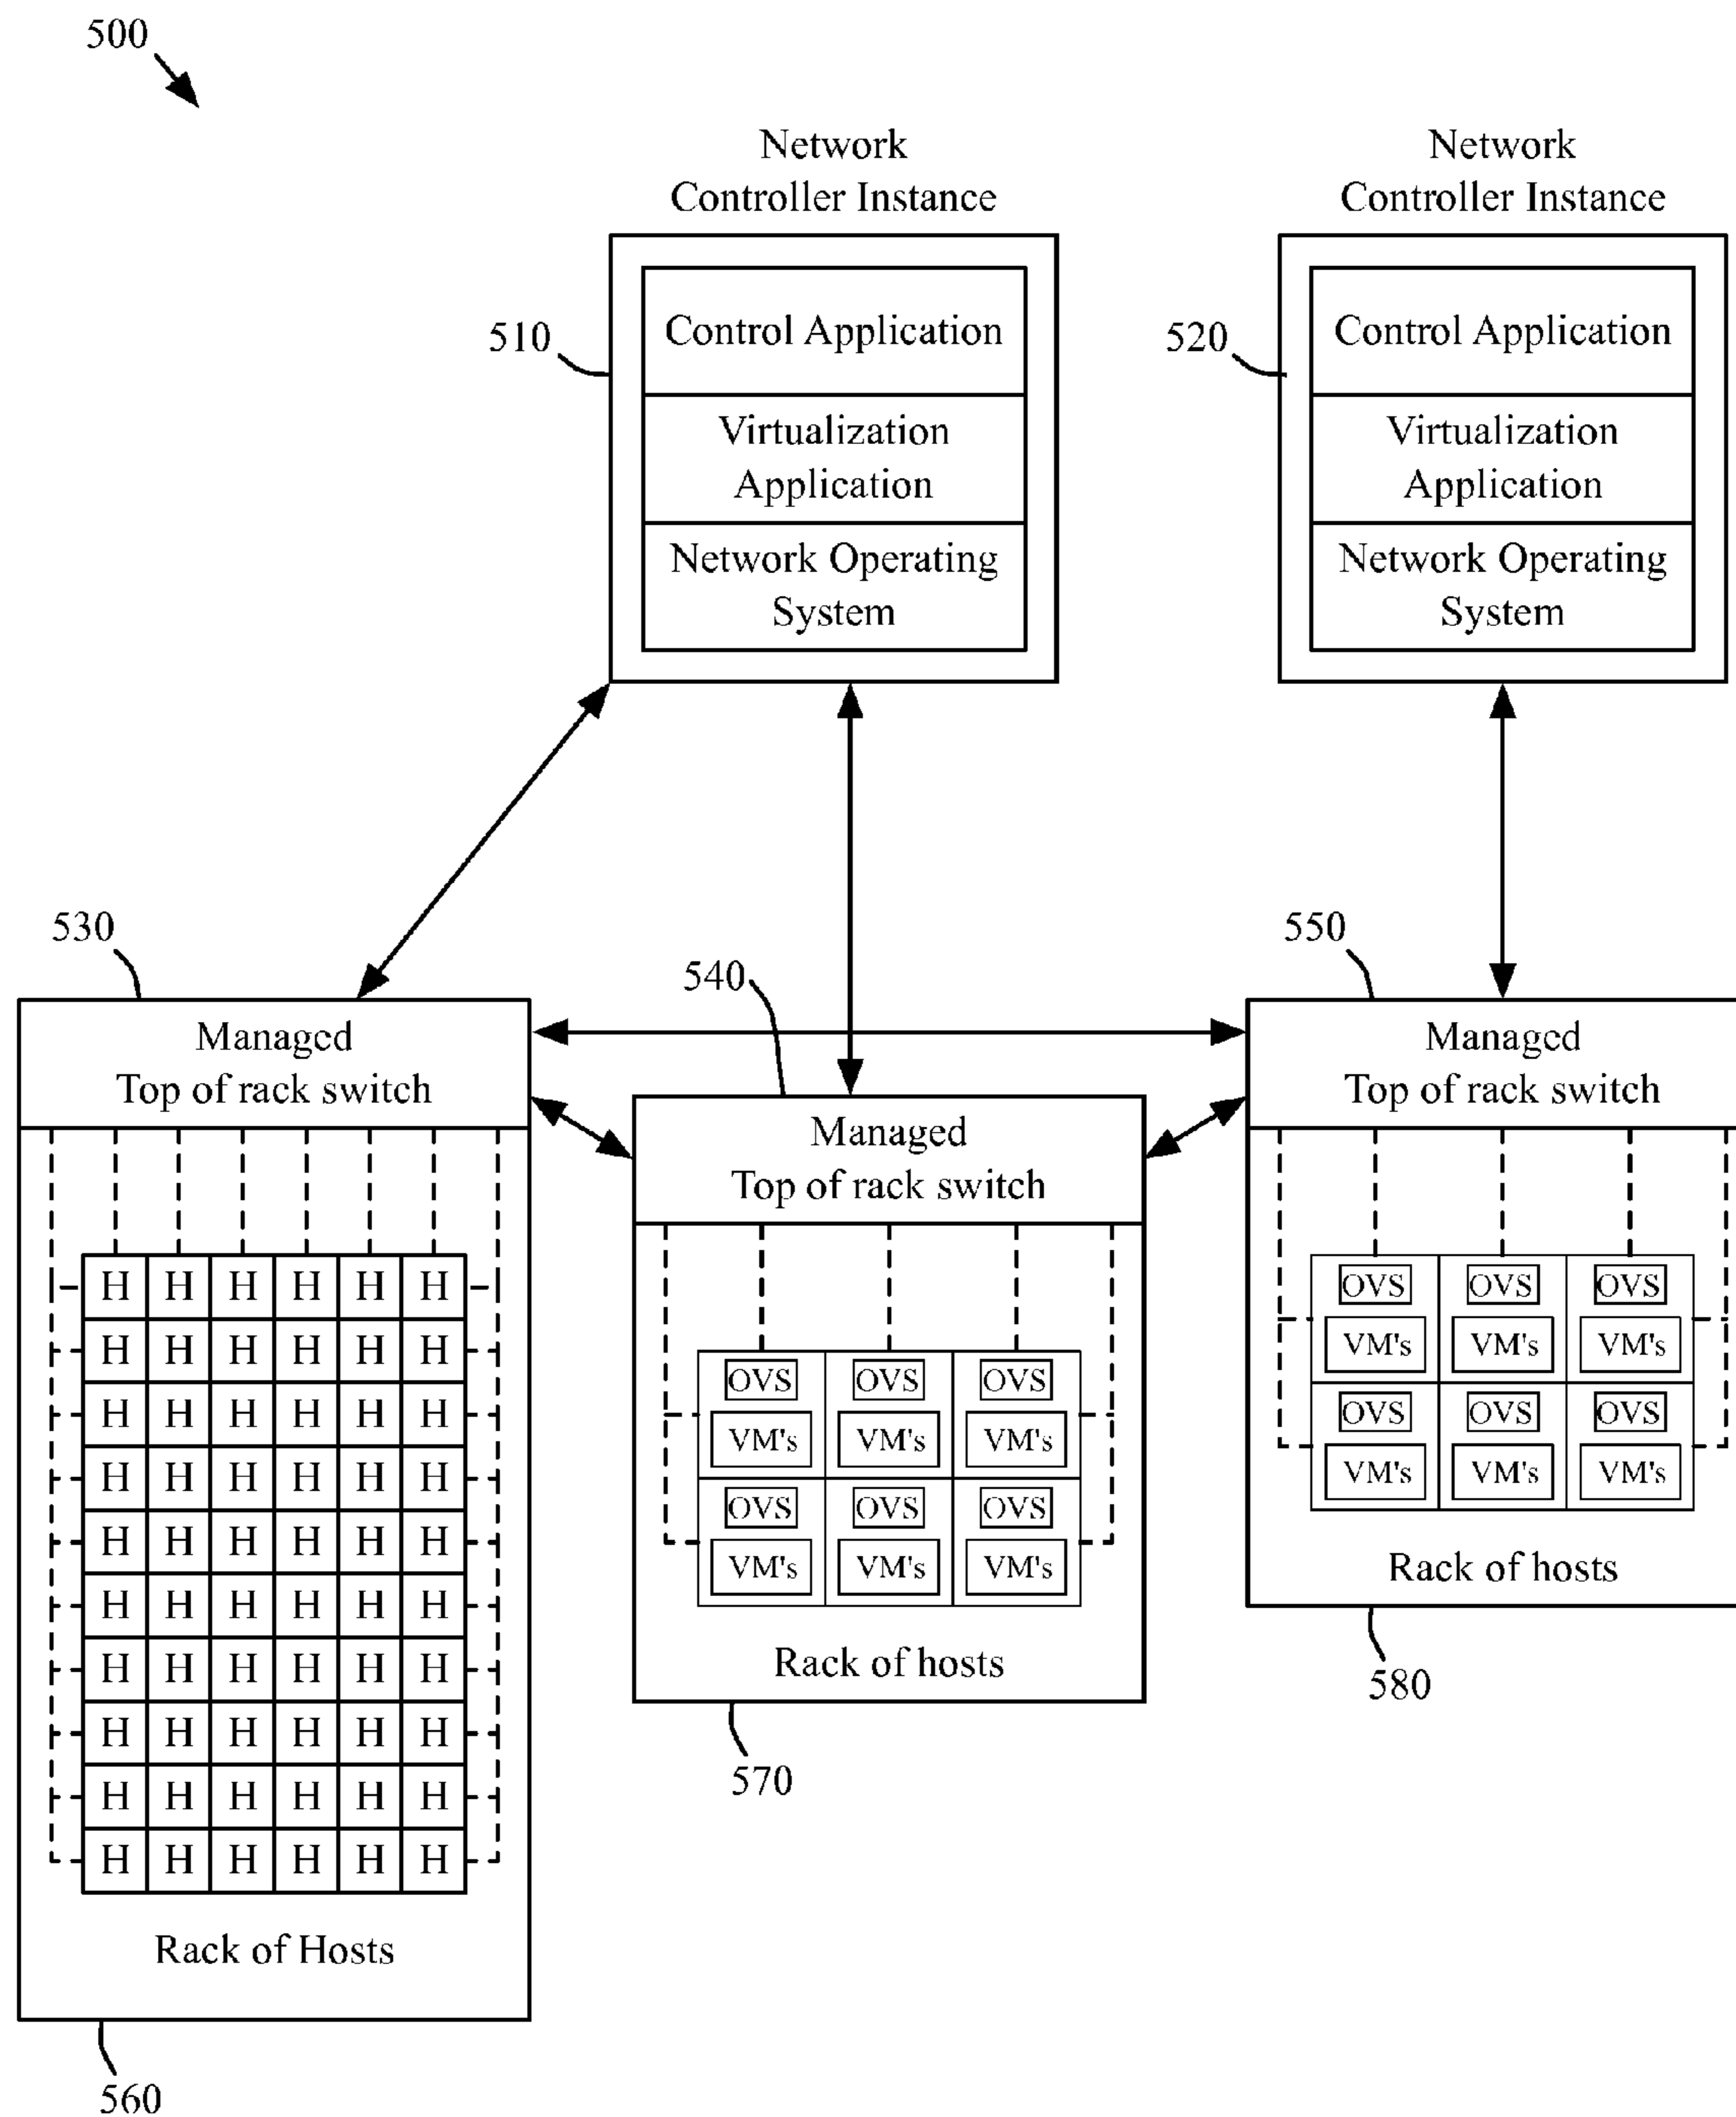 500
Network
Controller Instance
Network
Controller Instance
510
Control Application
Virtualization
Application
Network Operating
System
520
Control Application
Virtualization
Application
Network Operating
System
530
540
550
Managed
Top of rack switch
Managed
Top of rack switch
Managed
Top of rack switch
H H H H H H
H H H H H H
H H H H H H
H H H H H H
H H H H H H
H H H H H H
H H H H H H
H H H H H H
H H H H H H
H H H H H H
Rack of Hosts
560
OVS OVS OVS
VM's VM's VM's
OVS OVS OVS
VM's VM's VM's
Rack of hosts
570
OVS OVS OVS
VM's VM's VM's
OVS OVS OVS
VM's VM's VM's
Rack of hosts
580